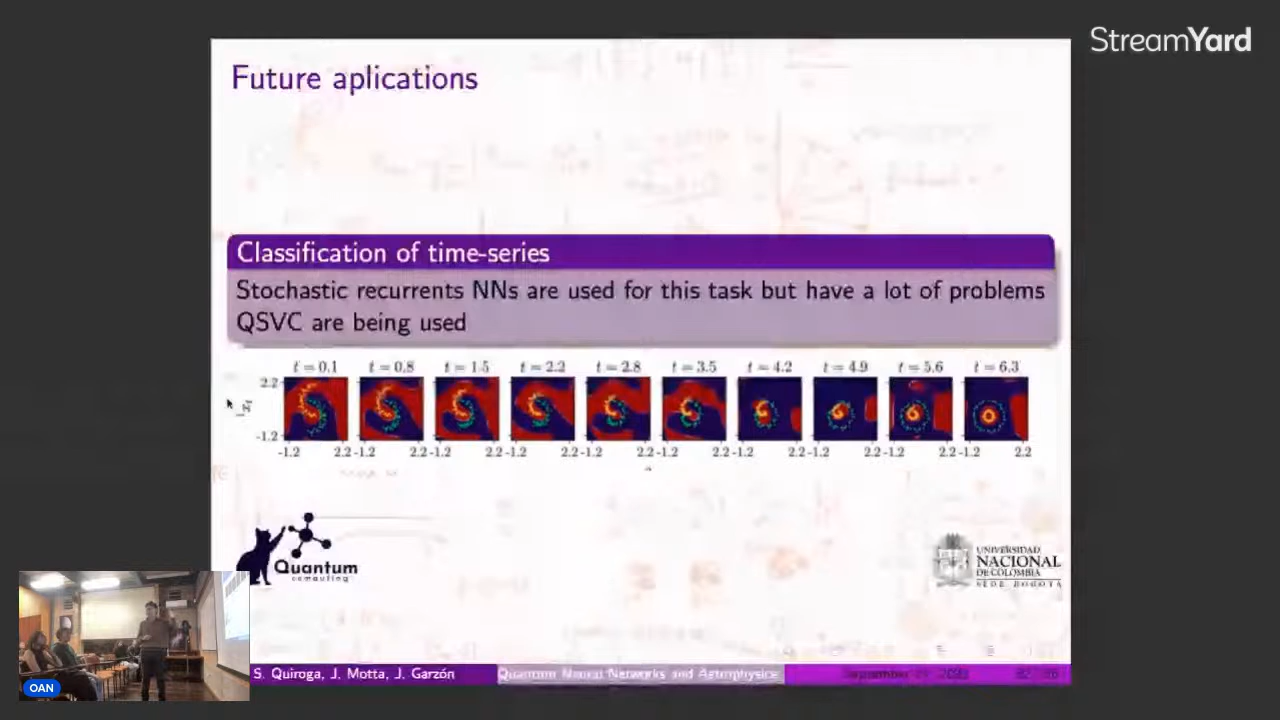 StreamYard
Future aplications
Classification of time-series
Stochastic recurrents NNs are used for this task but have a lot of problems
QSVC are being used
t = 0.1 t = 0.8 t = 1.5 t = 2.2 t = 2.8 t = 3.5 t = 4.2 t = 4.9 t = 5.6 t = 6.3
2.2
-1.2
-1.2 2.2 -1.2 2.2 -1.2 2.2 -1.2 2.2 -1.2 2.2 -1.2 2.2 -1.2 2.2 -1.2 2.2 -1.2 2.2 -1.2 2.2
Quantum
computing
UNIVERSIDAD
NACIONAL
DE COLOMBIA
SEDE BOGOTÁ
OAN
S. Quiroga, J. Motta, J. Garzón Quantum Neural Networks and Astrophysics September